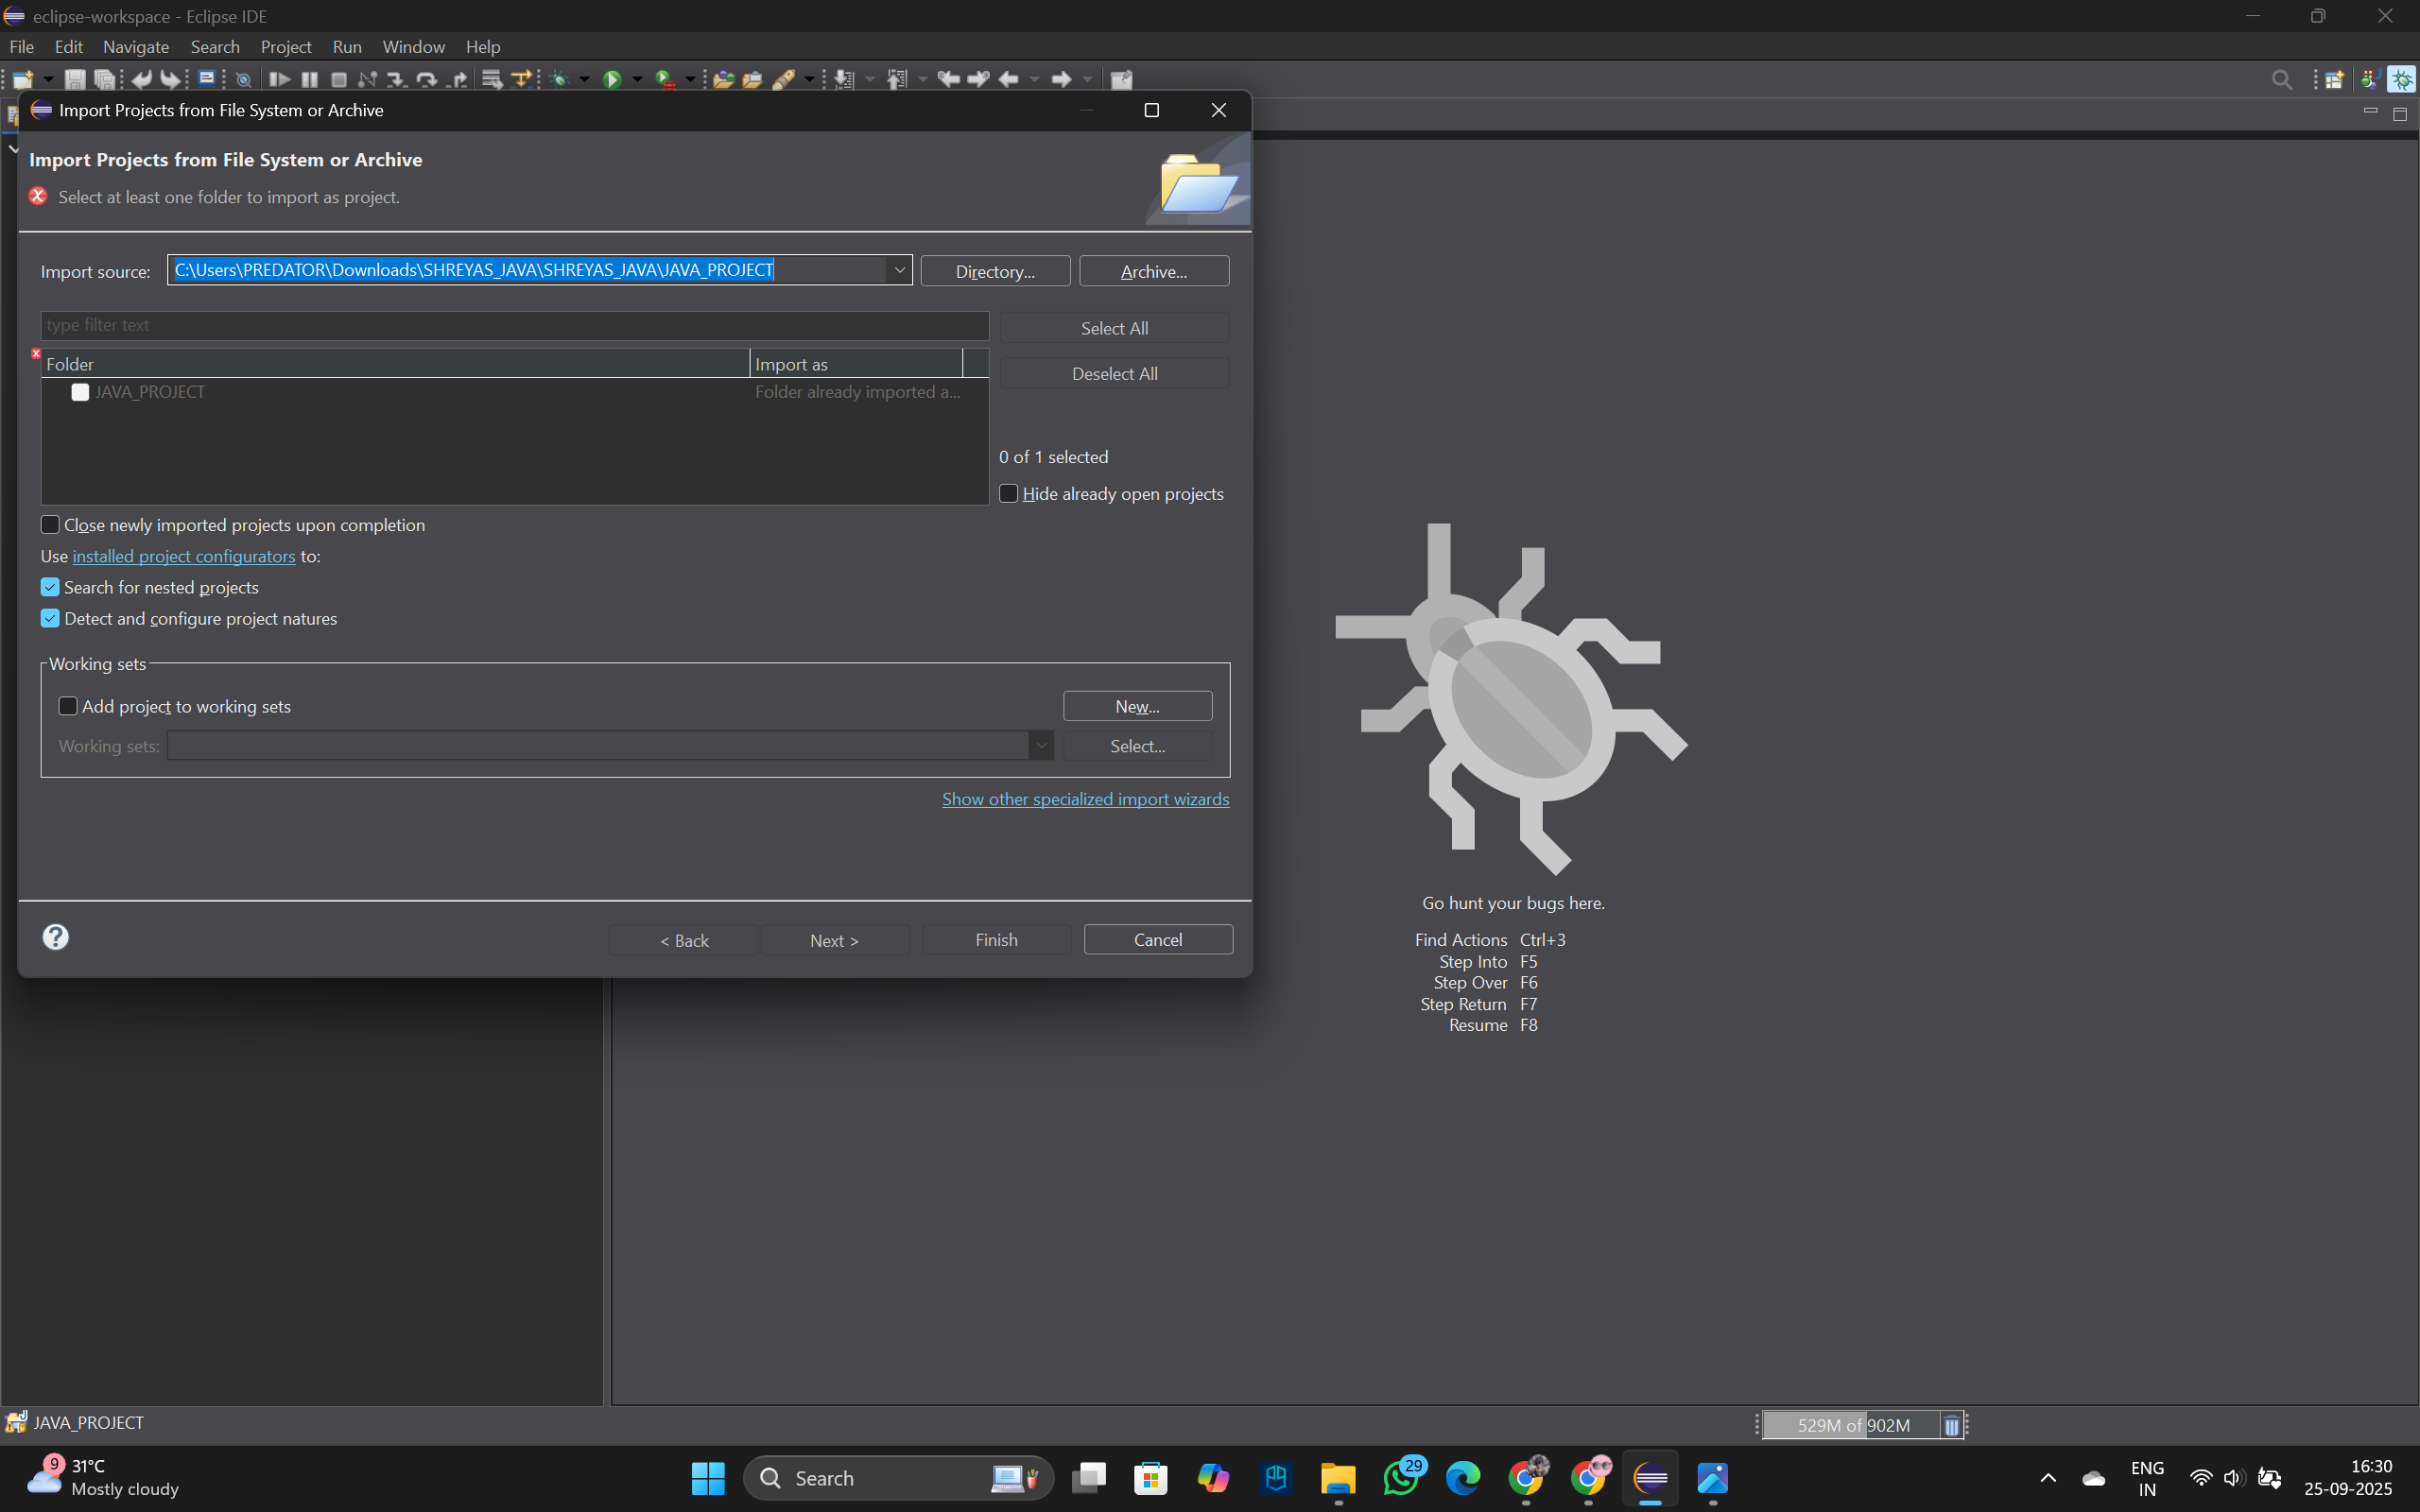 eclipse-workspace - Eclipse IDE
File Edit Navigate Search Project Run Window Help
Import Projects from File System or Archive
Import Projects from File System or Archive
Select at least one folder to import as project.
Import source: C:\Users\PREDATOR\Downloads\SHREYAS_JAVA\SHREYAS_JAVA\JAVA_PROJECT Directory... Archive...
type filter text Select All
Folder Import as
Deselect All
JAVA_PROJECT Folder already imported a...
0 of 1 selected
Hide already open projects
Close newly imported projects upon completion
Use installed project configurators to:
Search for nested projects
Detect and configure project natures
Working sets
Add project to working sets New...
Working sets: Select...
Show other specialized import wizards
< Back Next > Finish Cancel
Go hunt your bugs here.
Find Actions Ctrl+3
Step Into F5
Step Over F6
Step Return F7
Resume F8
JAVA_PROJECT 529M of 902M
9 31°C
Mostly cloudy
Search
29
ENG
IN
16:30
25-09-2025